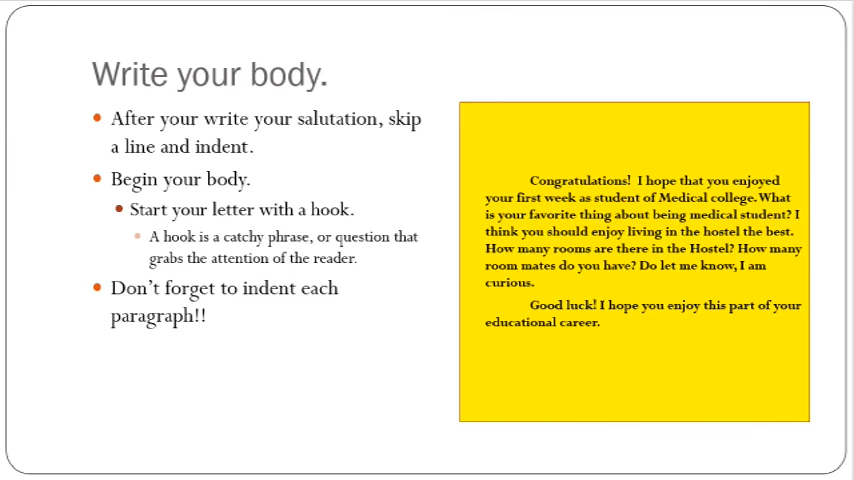 Write your body.
After your write your salutation, skip
a line and indent.
Begin your body.
Start your letter with a hook.
A hook is a catchy phrase, or question that
grabs the attention of the reader.
Don't forget to indent each
paragraph!!
Congratulations! I hope that you enjoyed
your first week as student of Medical college. What
is your favorite thing about being medical student? I
think you should enjoy living in the hostel the best.
How many rooms are there in the Hostel? How many
room mates do you have? Do let me know, I am
curious.
Good luck! I hope you enjoy this part of your
educational career.